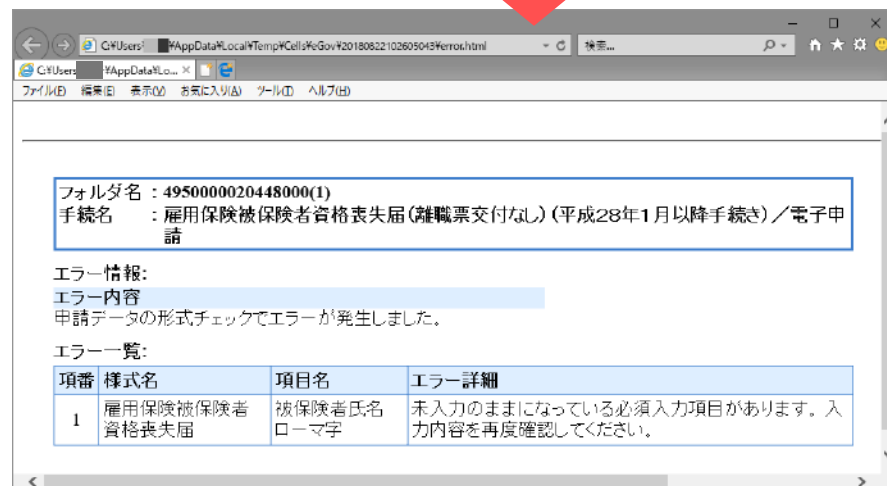 C:¥Users¥ ¥AppData¥Local¥Temp¥Cells¥eGov¥20180822102605043¥error.html
検索...
C:¥Users ¥AppData¥Lo...
ファイル(F) 編集(E) 表示(V) お気に入り(A) ツール(T) ヘルプ(H)
フォルダ名 : 4950000020448000(1)
手続名 : 雇用保険被保険者資格喪失届(離職票交付なし)(平成28年1月以降手続き)/電子申
請
エラー情報:
エラー内容
申請データの形式チェックでエラーが発生しました。
エラー一覧:
項番 様式名 項目名 エラー詳細
1 雇用保険被保険者 被保険者氏名 未入力のままになっている必須入力項目があります。入
資格喪失届 ローマ字 力内容を再度確認してください。